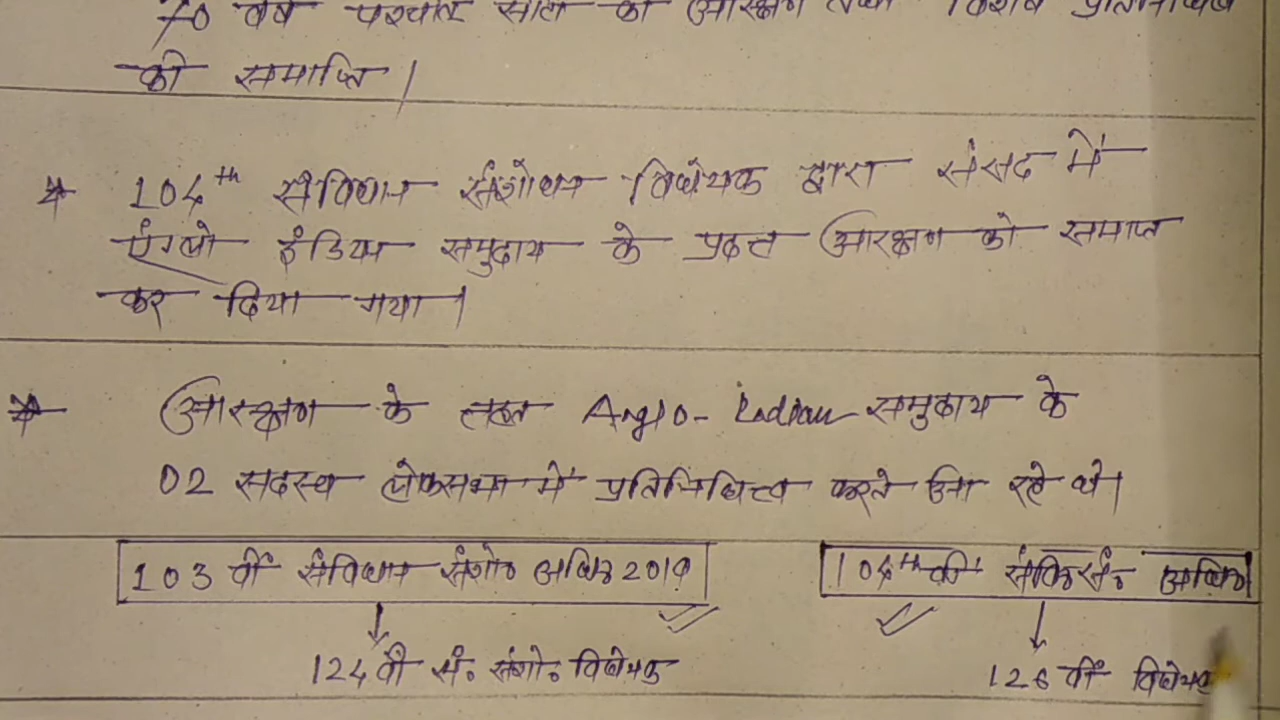 70 वर्ष पश्चात सीटों का आरक्षण तथा विशेष प्रतिनिधित्व
की समाप्ति |
* 104th संविधान संशोधन विधेयक द्वारा संसद में
एंग्लो इंडियन समुदाय के प्रदत्त आरक्षण को समाप्त
कर दिया गया |
* आरक्षण के तहत Anglo-Indian समुदाय के
02 सदस्य लोकसभा में प्रतिनिधित्त्व करते आ रहे थे |
103 वाँ संविधान संशो० अधि० 2019 104th वाँ संवि० सं० अधि०
124 वाँ सं० संशो० विधेयक 126 वाँ विधेयक